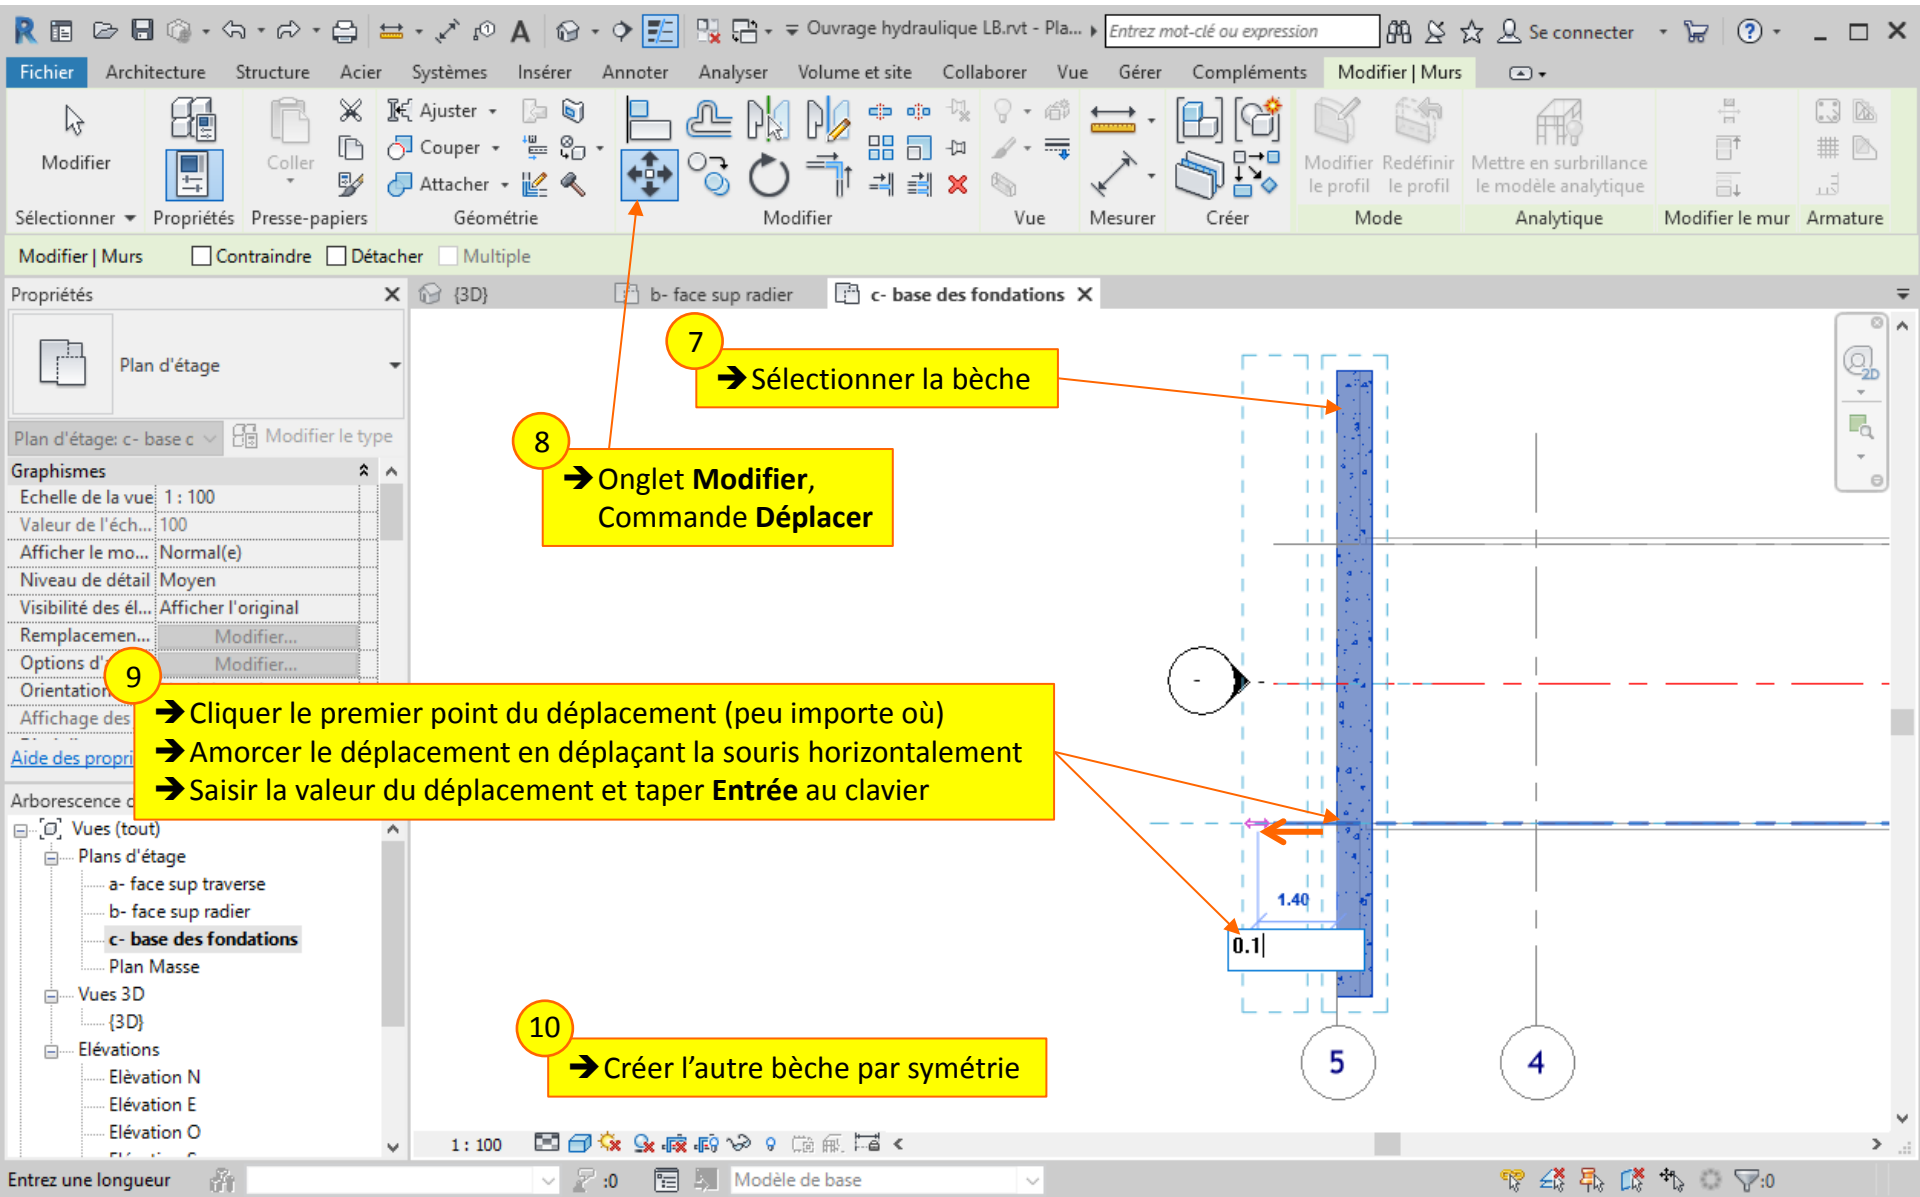 Ouvrage hydraulique LB.rvt - Pla...
Entrez mot-clé ou expression
Se connecter
Fichier Architecture Structure Acier Systèmes Insérer Annoter Analyser Volume et site Collaborer Vue Gérer Compléments Modifier | Murs
Modifier
Coller
Ajuster
Couper
Attacher
Modifier le profil
Redéfinir le profil
Mettre en surbrillance
le modèle analytique
Sélectionner Propriétés Presse-papiers Géométrie Modifier Vue Mesurer Créer Mode Analytique Modifier le mur Armature
Modifier | Murs Contraindre Détacher Multiple
Propriétés
{3D} b- face sup radier c- base des fondations
Plan d'étage
Plan d'étage: c- base c Modifier le type
Graphismes
Echelle de la vue 1 : 100
Valeur de l'éch... 100
Afficher le mo... Normal(e)
Niveau de détail Moyen
Visibilité des él... Afficher l'original
Remplacemen... Modifier...
Options d' Modifier...
Orientation
Affichage des
Aide des propri
Arborescence
Vues (tout)
Plans d'étage
a- face sup traverse
b- face sup radier
c- base des fondations
Plan Masse
Vues 3D
{3D}
Elévations
Elèvation N
Elévation E
Elévation O
7
➔ Sélectionner la bèche
8
➔ Onglet Modifier,
Commande Déplacer
9
➔ Cliquer le premier point du déplacement (peu importe où)
➔ Amorcer le déplacement en déplaçant la souris horizontalement
➔ Saisir la valeur du déplacement et taper Entrée au clavier
10
➔ Créer l'autre bèche par symétrie
2D
-
-
1.40
0.1
5
4
1 : 100
Entrez une longueur
:0
Modèle de base
:0